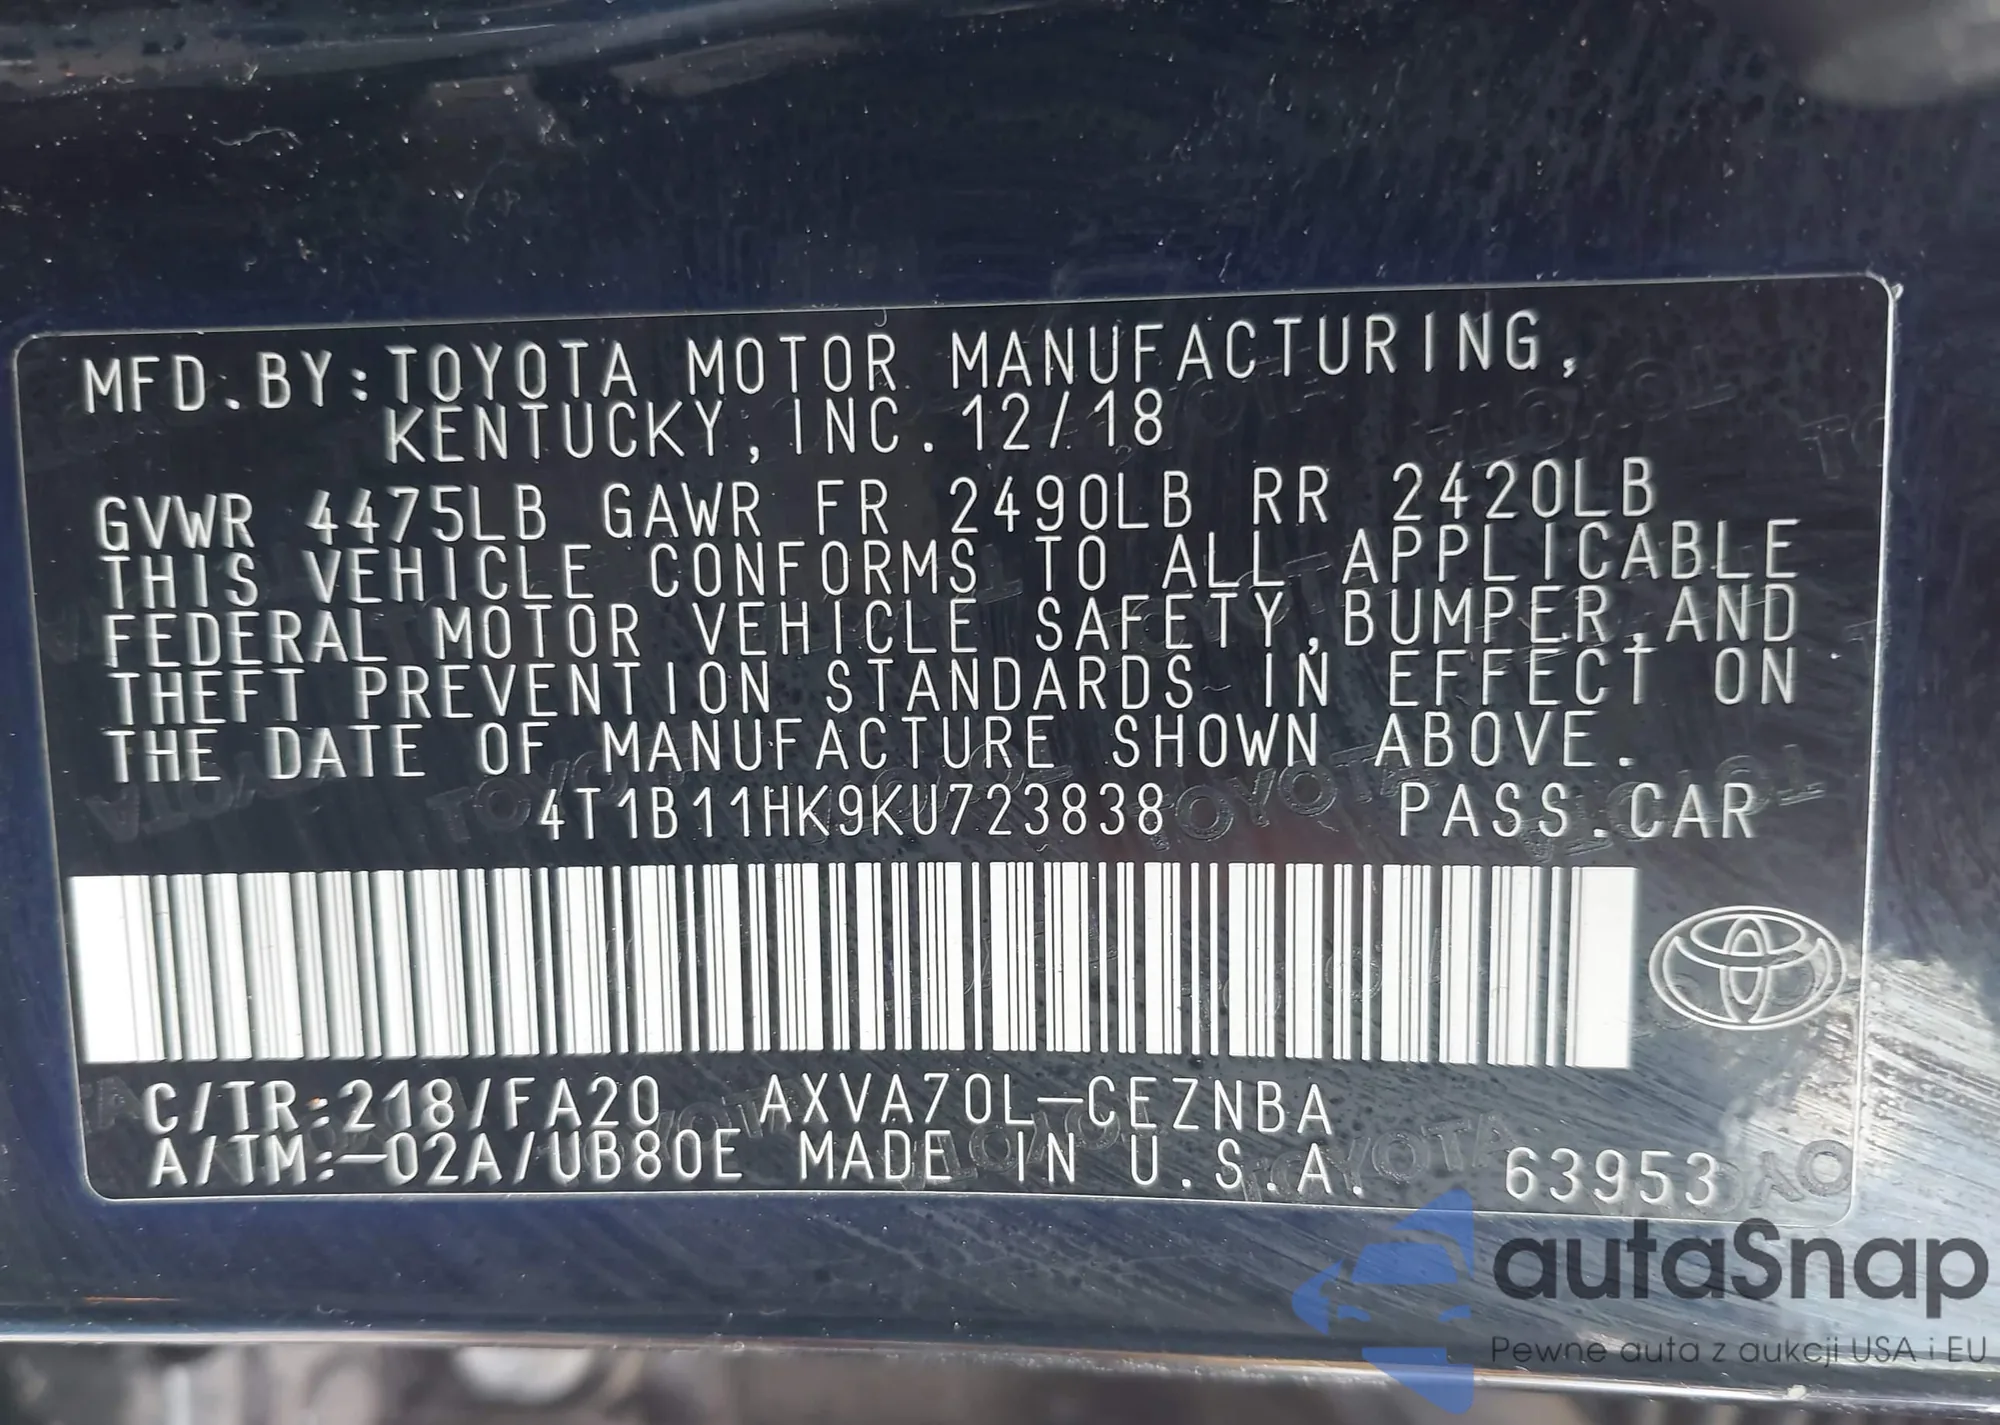 MFD.BY:TOYOTA MOTOR MANUFACTURING,
KENTUCKY,INC. 12/18
GVWR 4475LB GAWR FR 2490LB RR 2420LB
THIS VEHICLE CONFORMS TO ALL APPLICABLE
FEDERAL MOTOR VEHICLE SAFETY,BUMPER,AND
THEFT PREVENTION STANDARDS IN EFFECT ON
THE DATE OF MANUFACTURE SHOWN ABOVE.
4T1B11HK9KU723838 PASS.CAR
C/TR:218/FA20 AXVA70L-CEZNBA
A/TM:-02A/UB80E MADE IN U.S.A. 63953
autaSnap
Pewne auta z aukcji USA i EU